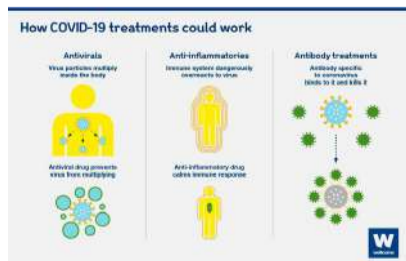 How COVID-19 treatments could work
Antivirals
Virus particles multiply
inside the body
Antiviral drug prevents
virus from multiplying
Anti-inflammatories
Immune system dangerously
overreacts to virus
Anti-inflammatory drug
calms immune response
Antibody treatments
Antibody specific
to coronavirus
binds to it and kills it
W
wellcome